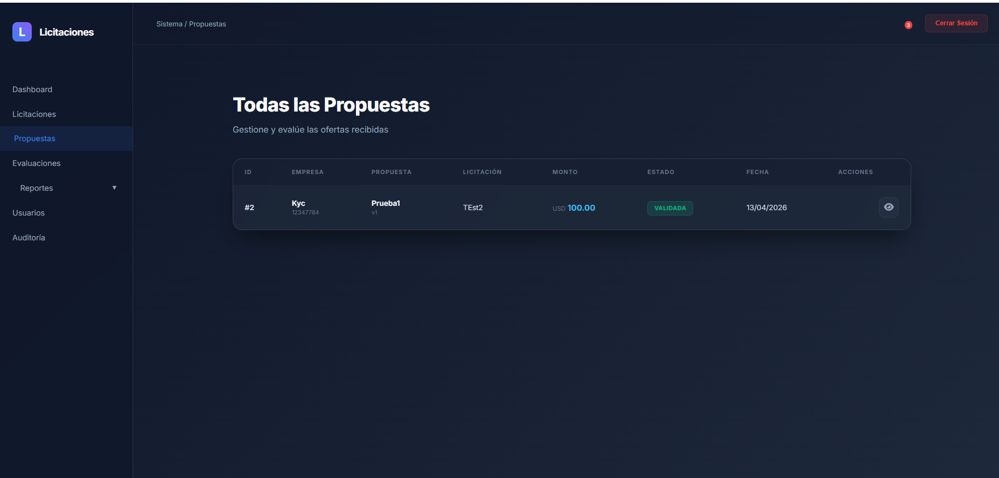 L Licitaciones
Sistema / Propuestas
3
Cerrar Sesión
Dashboard
Licitaciones
Propuestas
Evaluaciones
Reportes ▼
Usuarios
Auditoría
Todas las Propuestas
Gestione y evalúe las ofertas recibidas
ID EMPRESA PROPUESTA LICITACIÓN MONTO ESTADO FECHA ACCIONES
#2 Kyc Prueba1 TEst2 USD 100.00 VALIDADA 13/04/2026
12347784 v1